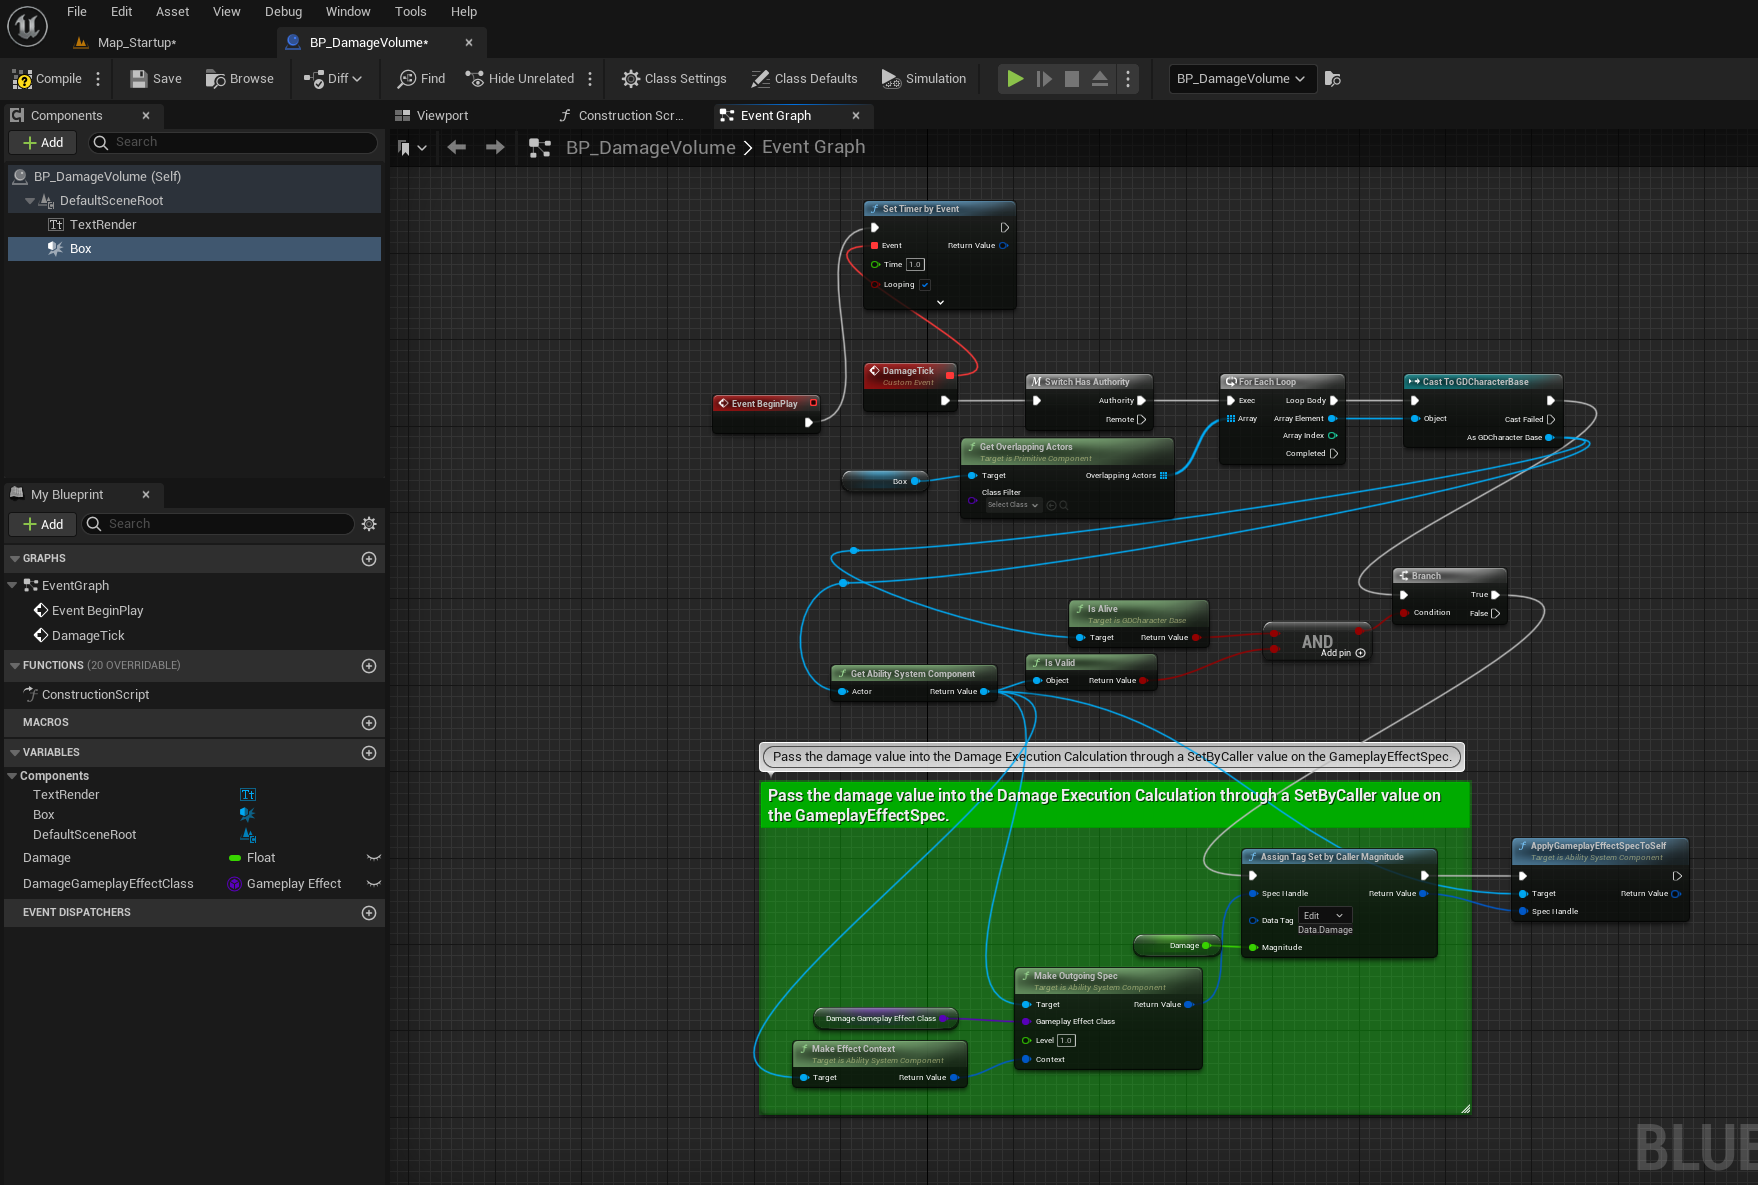 File Edit Asset View Debug Window Tools Help
Map_Startup* BP_DamageVolume*
Compile Save Browse Diff Find Hide Unrelated Class Settings Class Defaults Simulation BP_DamageVolume
Components
Add Search
BP_DamageVolume (Self)
DefaultSceneRoot
TextRender
Box
My Blueprint
Add Search
GRAPHS
EventGraph
Event BeginPlay
DamageTick
FUNCTIONS (20 OVERRIDABLE)
ConstructionScript
MACROS
VARIABLES
Components
TextRender
Box
DefaultSceneRoot
Damage Float
DamageGameplayEffectClass Gameplay Effect
EVENT DISPATCHERS
Viewport Construction Scr... Event Graph
BP_DamageVolume > Event Graph
Set Timer by Event
Event Return Value
Time 1.0
Looping
DamageTick
Custom Event
Event BeginPlay
Switch Has Authority
Authority
Remote
For Each Loop
Exec Loop Body
Array Array Element
Array Index
Completed
Cast To GDCharacterBase
Cast Failed
Object
As GDCharacter Base
Box
Get Overlapping Actors
Target is Primitive Component
Target Overlapping Actors
Class Filter
Select Class
Branch
True
Condition False
Is Alive
Target is GDCharacter Base
Target Return Value
AND
Add pin
Is Valid
Object Return Value
Get Ability System Component
Actor Return Value
Pass the damage value into the Damage Execution Calculation through a SetByCaller value on the GameplayEffectSpec.
Pass the damage value into the Damage Execution Calculation through a SetByCaller value on
the GameplayEffectSpec.
Assign Tag Set by Caller Magnitude
Spec Handle Return Value
Data Tag Edit
Data.Damage
Magnitude
ApplyGameplayEffectSpecToSelf
Target is Ability System Component
Target Return Value
Spec Handle
Damage
Make Outgoing Spec
Target is Ability System Component
Target Return Value
Gameplay Effect Class
Level 1.0
Context
Damage Gameplay Effect Class
Make Effect Context
Target is Ability System Component
Target Return Value
BLUE